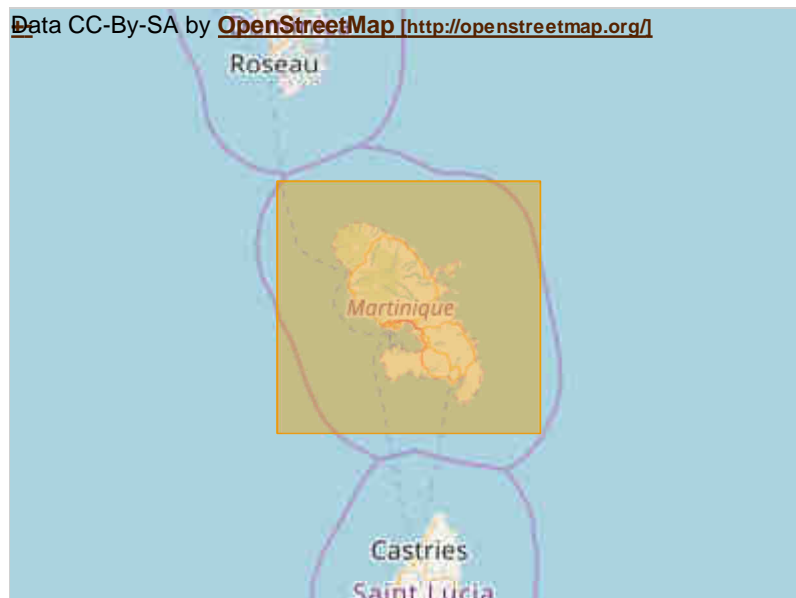 Data CC-By-SA by OpenStreetMap [http://openstreetmap.org/]
Roseau
Martinique
Castries
Saint Lucia